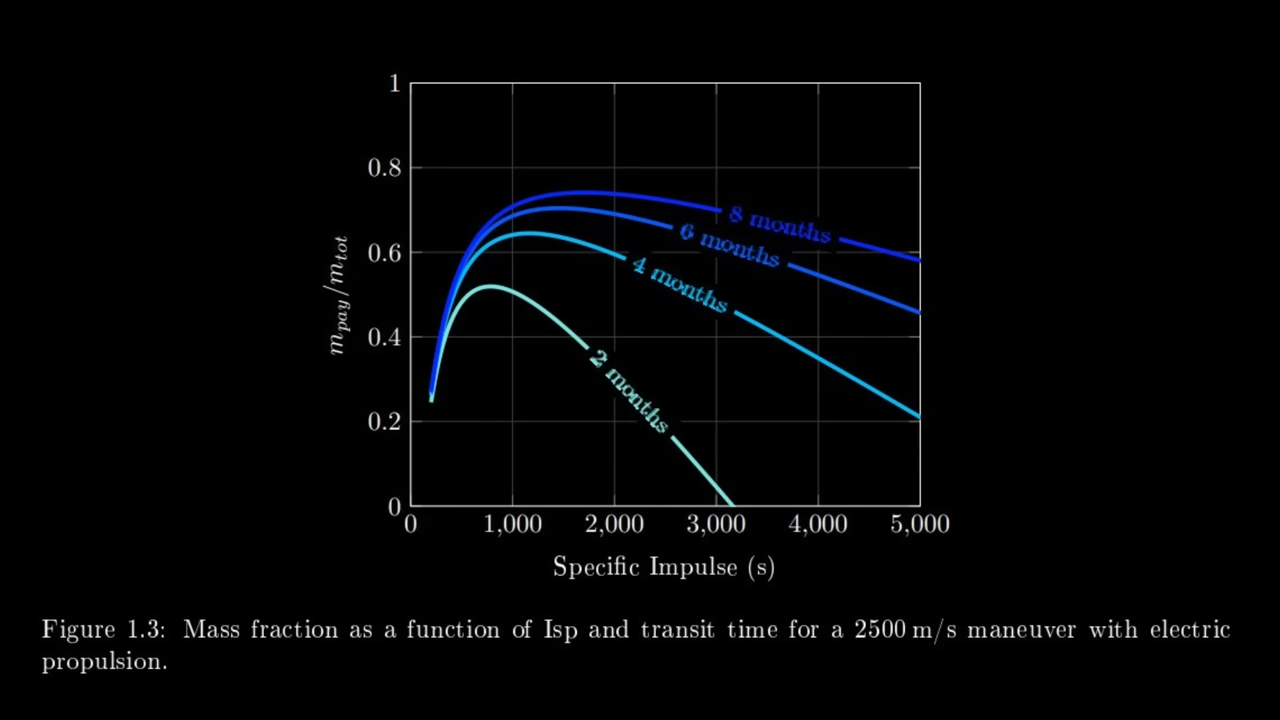 1
0.8
0.6
0.4
0.2
0
m_pay/m_tot
8 months
6 months
4 months
2 months
0 1,000 2,000 3,000 4,000 5,000
Specific Impulse (s)
Figure 1.3: Mass fraction as a function of Isp and transit time for a 2500 m/s maneuver with electric
propulsion.